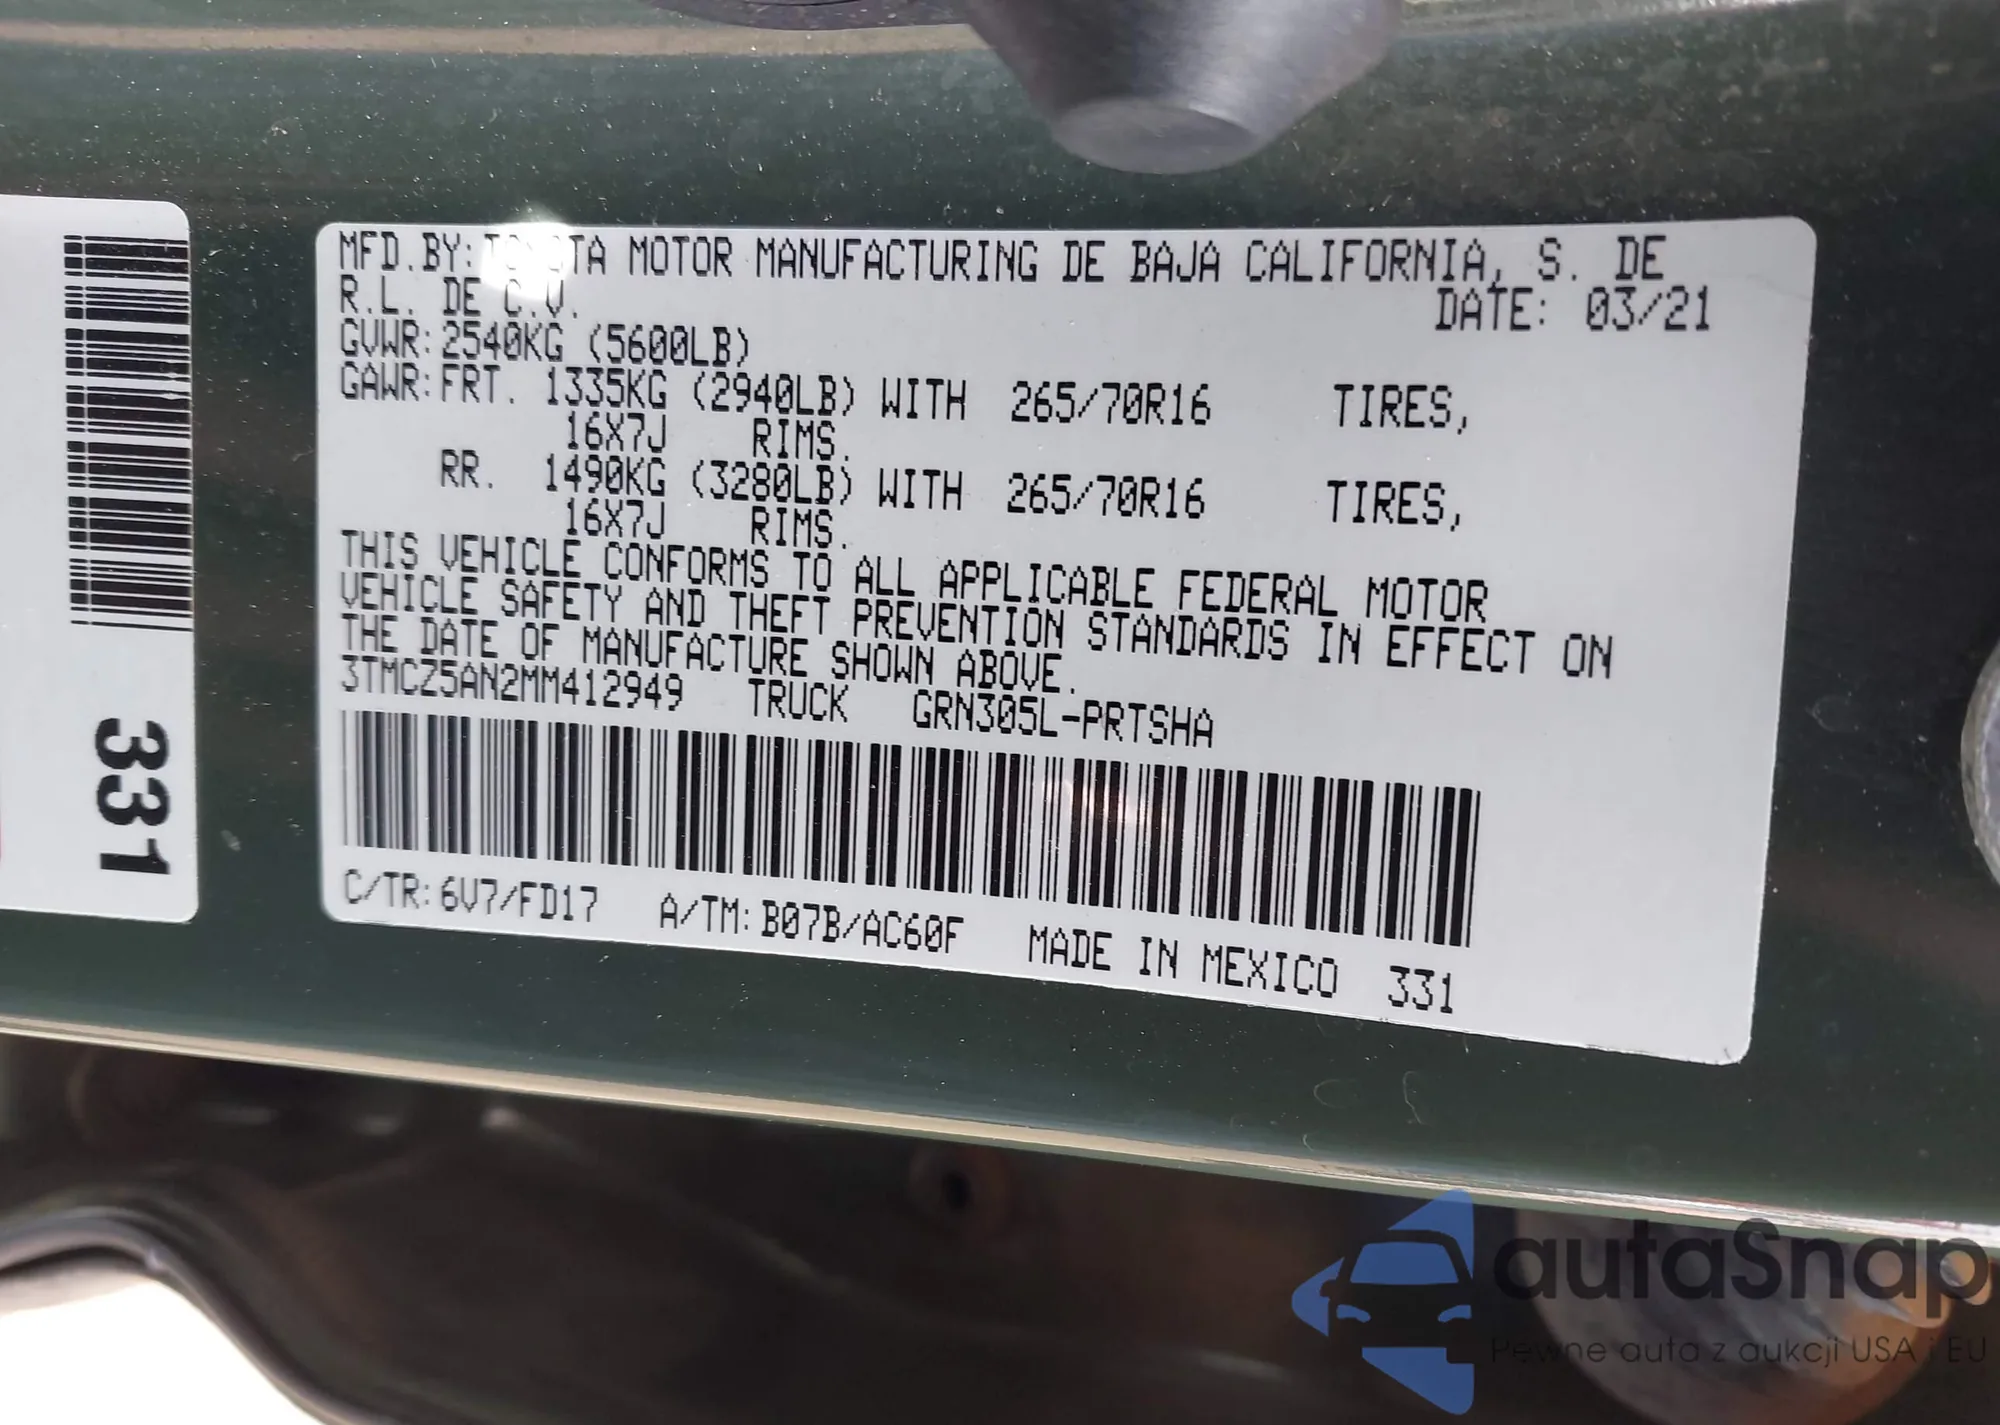 MFD.BY: TOYOTA MOTOR MANUFACTURING DE BAJA CALIFORNIA, S. DE
R.L. DE C.V. DATE: 03/21
GVWR: 2540KG (5600LB)
GAWR: FRT. 1335KG (2940LB) WITH 265/70R16 TIRES,
16X7J RIMS.
RR. 1490KG (3280LB) WITH 265/70R16 TIRES,
16X7J RIMS.
THIS VEHICLE CONFORMS TO ALL APPLICABLE FEDERAL MOTOR
VEHICLE SAFETY AND THEFT PREVENTION STANDARDS IN EFFECT ON
THE DATE OF MANUFACTURE SHOWN ABOVE.
3TMCZ5AN2MM412949 TRUCK GRN305L-PRTSHA
C/TR: 6V7/FD17 A/TM: B07B/AC60F MADE IN MEXICO 331
331
autaSnap
Pewne auta z aukcji USA i EU